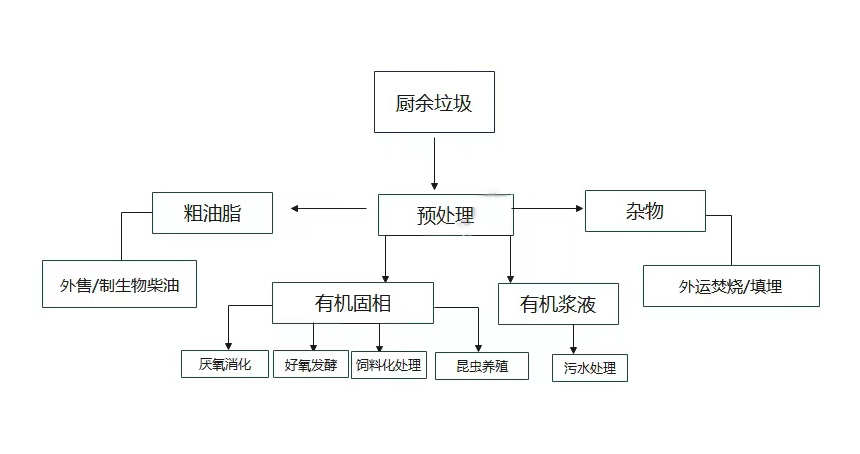 厨余垃圾
粗油脂
预处理
杂物
外售/制生物柴油
外运焚烧/填埋
有机固相
有机浆液
厌氧消化
好氧发酵
饲料化处理
昆虫养殖
污水处理